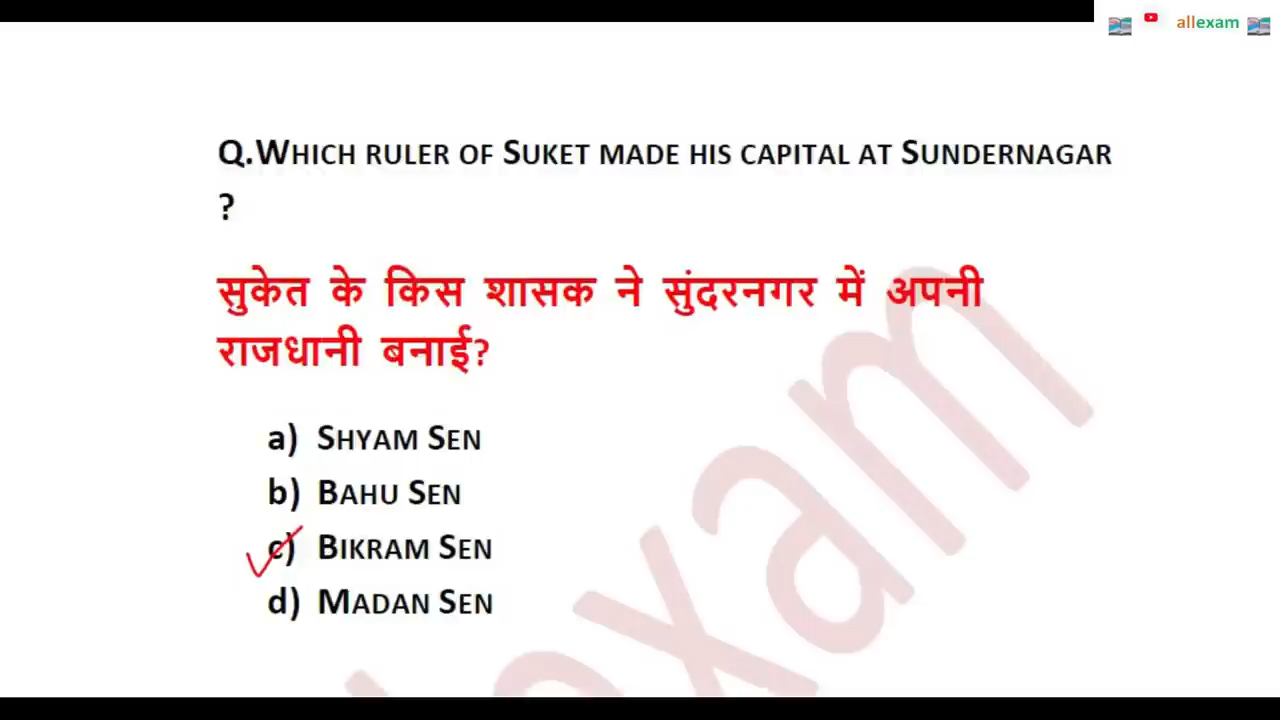 allexam
Q.Which ruler of Suket made his capital at Sundernagar
?
सुकेत के किस शासक ने सुंदरनगर में अपनी
राजधानी बनाई?
a) Shyam Sen
b) Bahu Sen
c) Bikram Sen
d) Madan Sen
exam